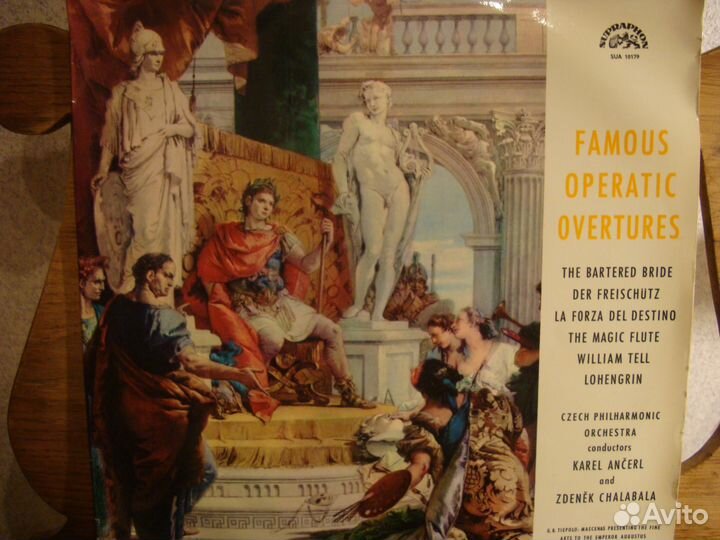 SUPRAPHON
SUA 10179
FAMOUS
OPERATIC
OVERTURES
THE BARTERED BRIDE
DER FREISCHÜTZ
LA FORZA DEL DESTINO
THE MAGIC FLUTE
WILLIAM TELL
LOHENGRIN
CZECH PHILHARMONIC
ORCHESTRA
conductors
KAREL ANČERL
and
ZDENĚK CHALABALA
G. B. TIEPOLO: MAECENAS PRESENTING THE FINE
ARTS TO THE EMPEROR AUGUSTUS
A
Avito